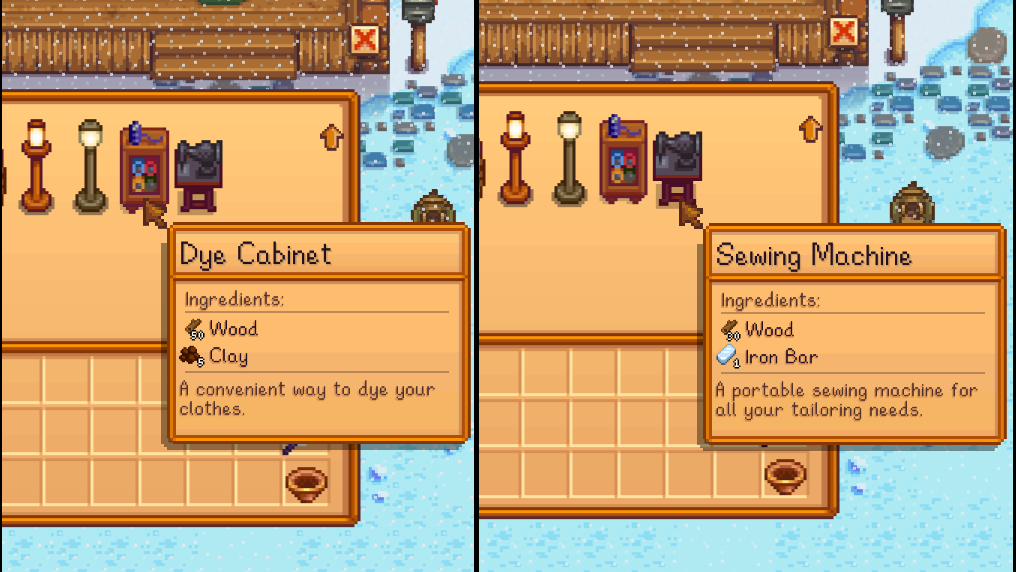 Dye Cabinet
Ingredients:
50 Wood
5 Clay
A convenient way to dye your
clothes.
Sewing Machine
Ingredients:
Wood
1 Iron Bar
A portable sewing machine for
all your tailoring needs.